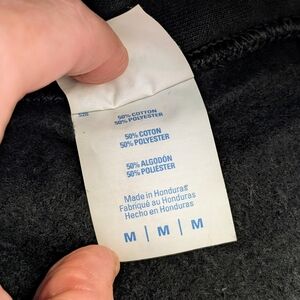 50% COTTON
50% POLYESTER
50% COTON
50% POLYESTER
50% ALGODÓN
50% POLIÉSTER
Made in Honduras
Fabriqué au Honduras
Hecho en Honduras
M | M | M